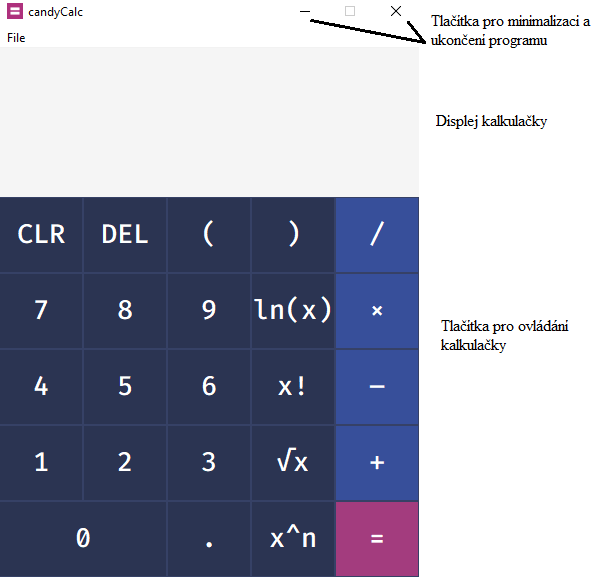 candyCalc
Tlačítka pro minimalizaci a
ukončení programu
File
Displej kalkulačky
CLR DEL ( ) /
7 8 9 ln(x) ×
Tlačítka pro ovládání
kalkulačky
4 5 6 x! −
1 2 3 √x +
0 . x^n =